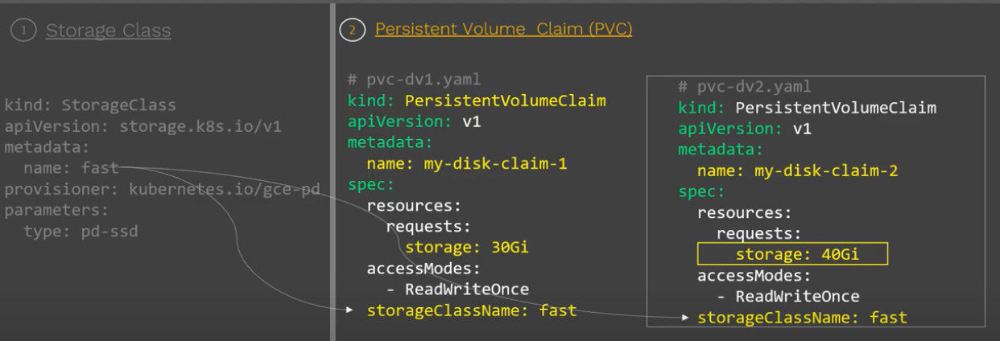 1 Storage Class
kind: StorageClass
apiVersion: storage.k8s.io/v1
metadata:
  name: fast
provisioner: kubernetes.io/gce-pd
parameters:
  type: pd-ssd
2 Persistent Volume Claim (PVC)
# pvc-dv1.yaml
kind: PersistentVolumeClaim
apiVersion: v1
metadata:
  name: my-disk-claim-1
spec:
  resources:
    requests:
      storage: 30Gi
  accessModes:
    - ReadWriteOnce
  storageClassName: fast
# pvc-dv2.yaml
kind: PersistentVolumeClaim
apiVersion: v1
metadata:
  name: my-disk-claim-2
spec:
  resources:
    requests:
      storage: 40Gi
  accessModes:
    - ReadWriteOnce
  storageClassName: fast